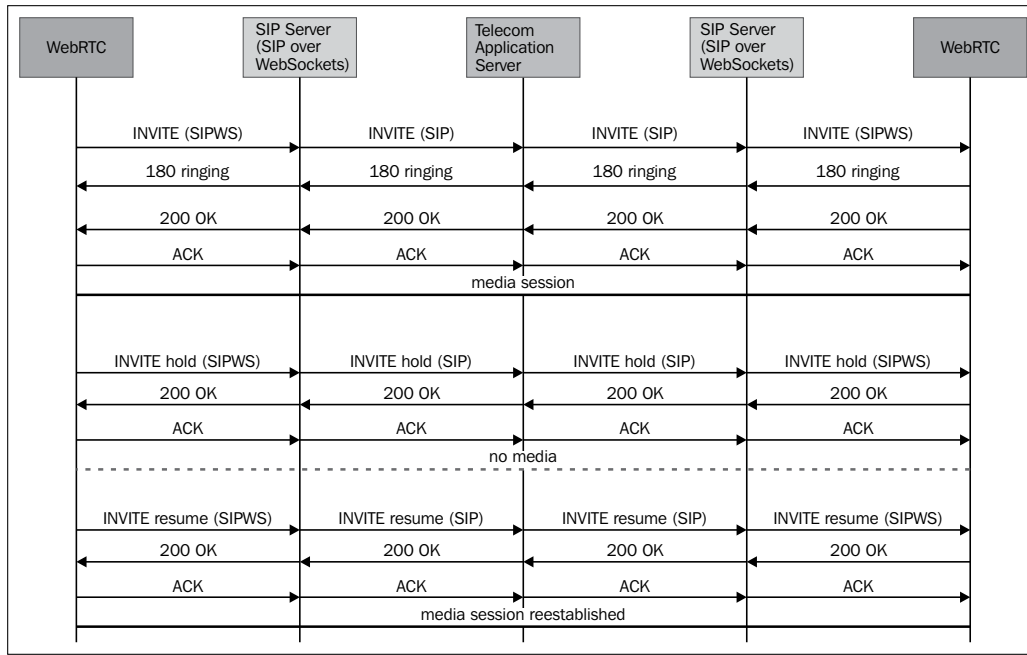 WebRTC
SIP Server
(SIP over
WebSockets)
Telecom
Application
Server
SIP Server
(SIP over
WebSockets)
WebRTC
INVITE (SIPWS)
INVITE (SIP)
INVITE (SIP)
INVITE (SIPWS)
180 ringing
180 ringing
180 ringing
180 ringing
200 OK
200 OK
200 OK
200 OK
ACK
ACK
ACK
ACK
media session
INVITE hold (SIPWS)
INVITE hold (SIP)
INVITE hold (SIP)
INVITE hold (SIPWS)
200 OK
200 OK
200 OK
200 OK
ACK
ACK
ACK
ACK
no media
INVITE resume (SIPWS)
INVITE resume (SIP)
INVITE resume (SIP)
INVITE resume (SIPWS)
200 OK
200 OK
200 OK
200 OK
ACK
ACK
ACK
ACK
media session reestablished